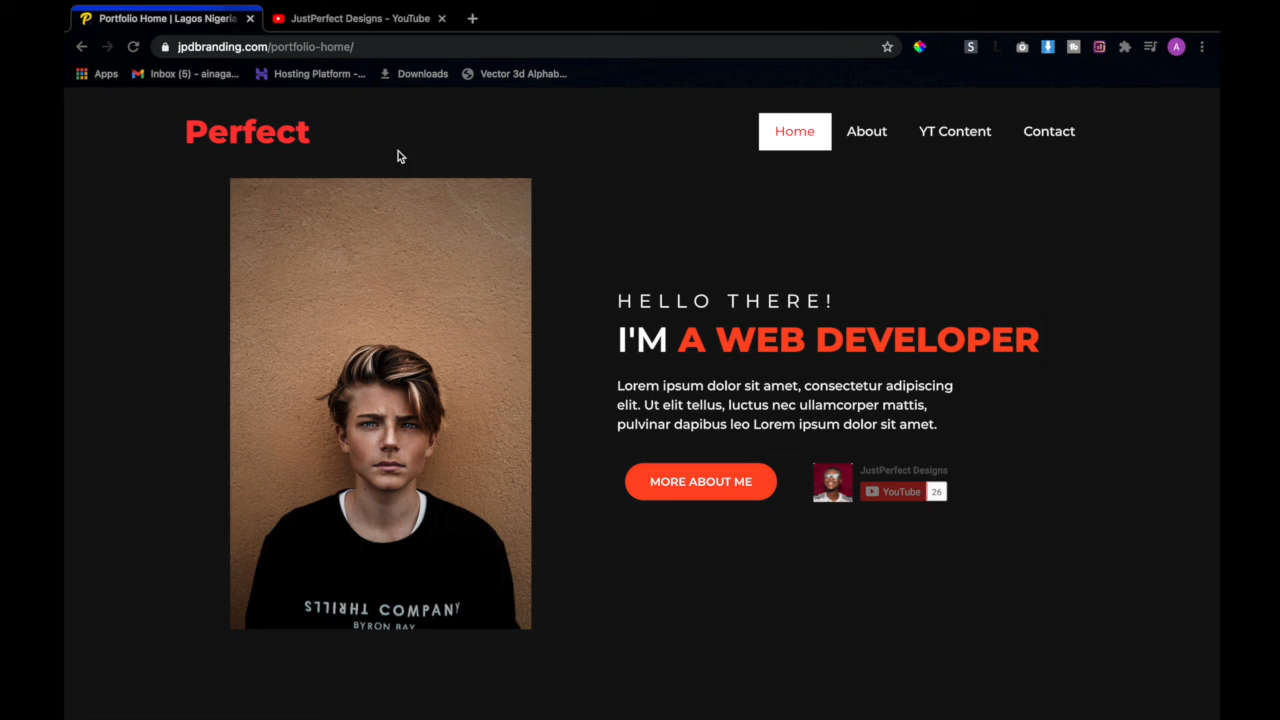 Portfolio Home | Lagos Nigeria
JustPerfect Designs - YouTube
jpdbranding.com/portfolio-home/
S
L
tb
A
Apps
Inbox (5) – ainaga...
Hosting Platform -...
Downloads
Vector 3d Alphab...
Perfect
Home
About
YT Content
Contact
HELLO THERE!
I'M A WEB DEVELOPER
Lorem ipsum dolor sit amet, consectetur adipiscing
elit. Ut elit tellus, luctus nec ullamcorper mattis,
pulvinar dapibus leo Lorem ipsum dolor sit amet.
MORE ABOUT ME
JustPerfect Designs
YouTube 26
THRILLS COMPANY
BYRON BAY